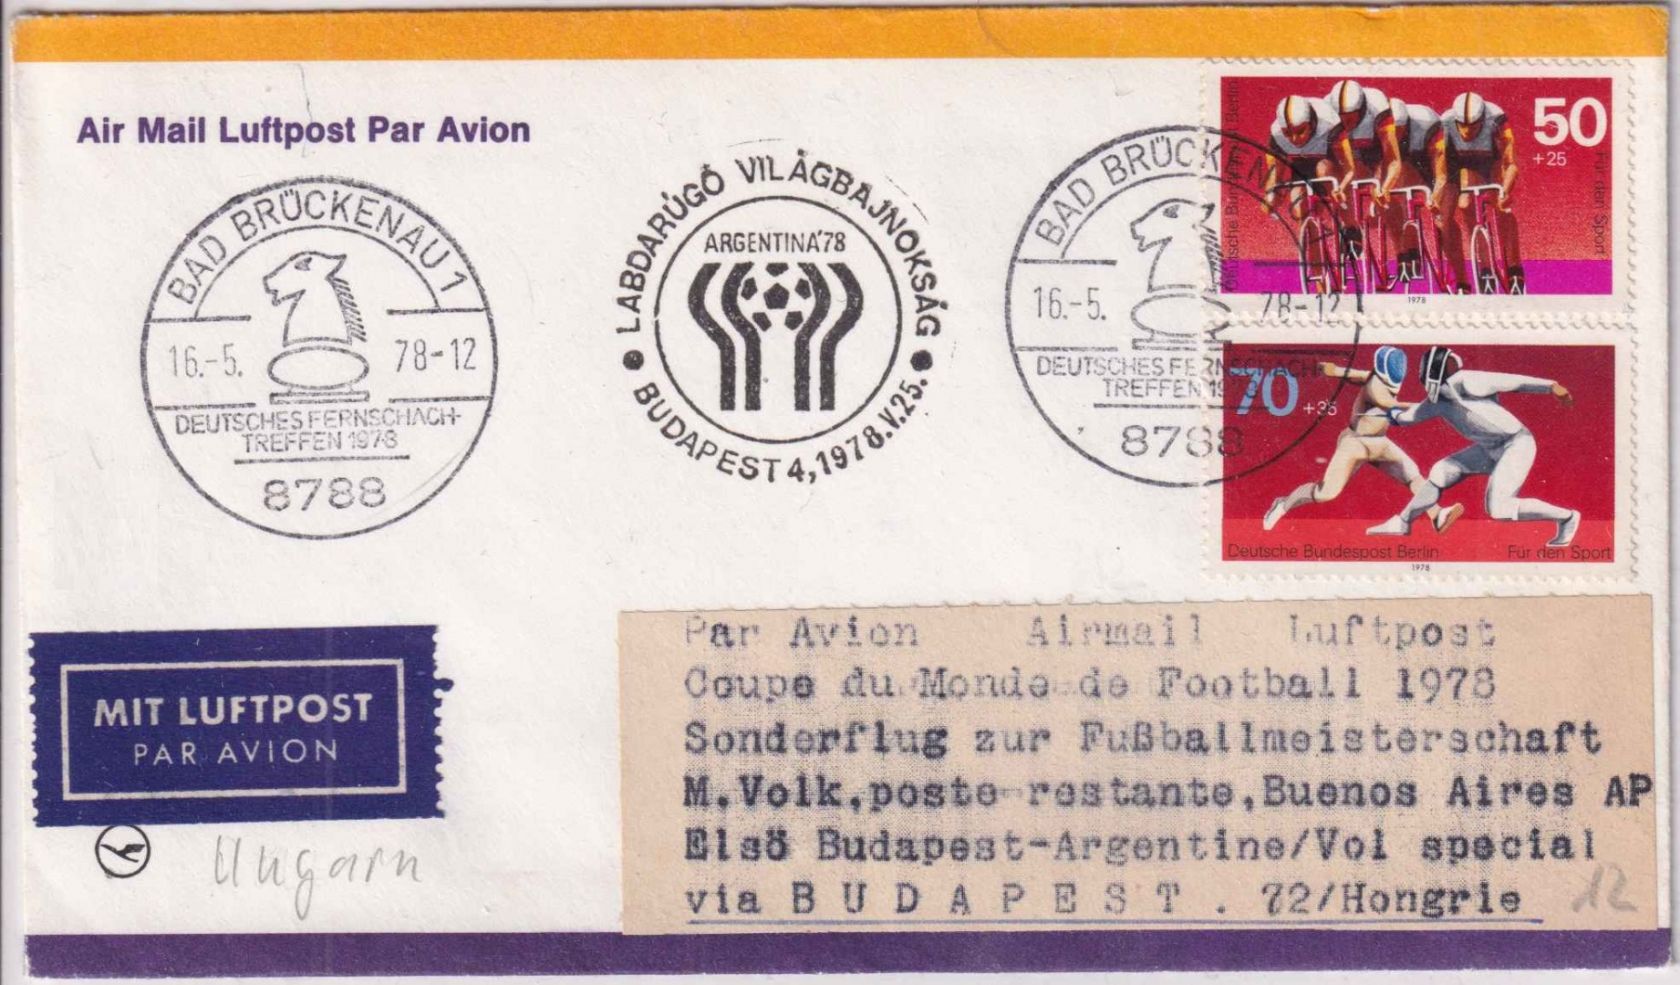 Air Mail Luftpost Par Avion
BAD BRÜCKENAU 1
16.-5. 78-12
DEUTSCHES FERNSCHACH-
TREFFEN 1978
8788
LABDARÚGÓ VILÁGBAJNOKSÁG
ARGENTINA'78
BUDAPEST 4, 1978.V.25.
BAD BRÜCKENAU
16.-5. 78-12
DEUTSCHES FERNSCHACH-
TREFFEN 1978
8788
50
+25
Deutsche Bundespost Berlin
Für den Sport
1978
70
+35
Deutsche Bundespost Berlin Für den Sport
1978
MIT LUFTPOST
PAR AVION
Ungarn
Par Avion Airmail Luftpost
Coupe du Monde de Football 1978
Sonderflug zur Fußballmeisterschaft
M.Volk,poste restante,Buenos Aires AP
Elsö Budapest-Argentine/Vol special
via B U D A P E S T . 72/Hongrie
12